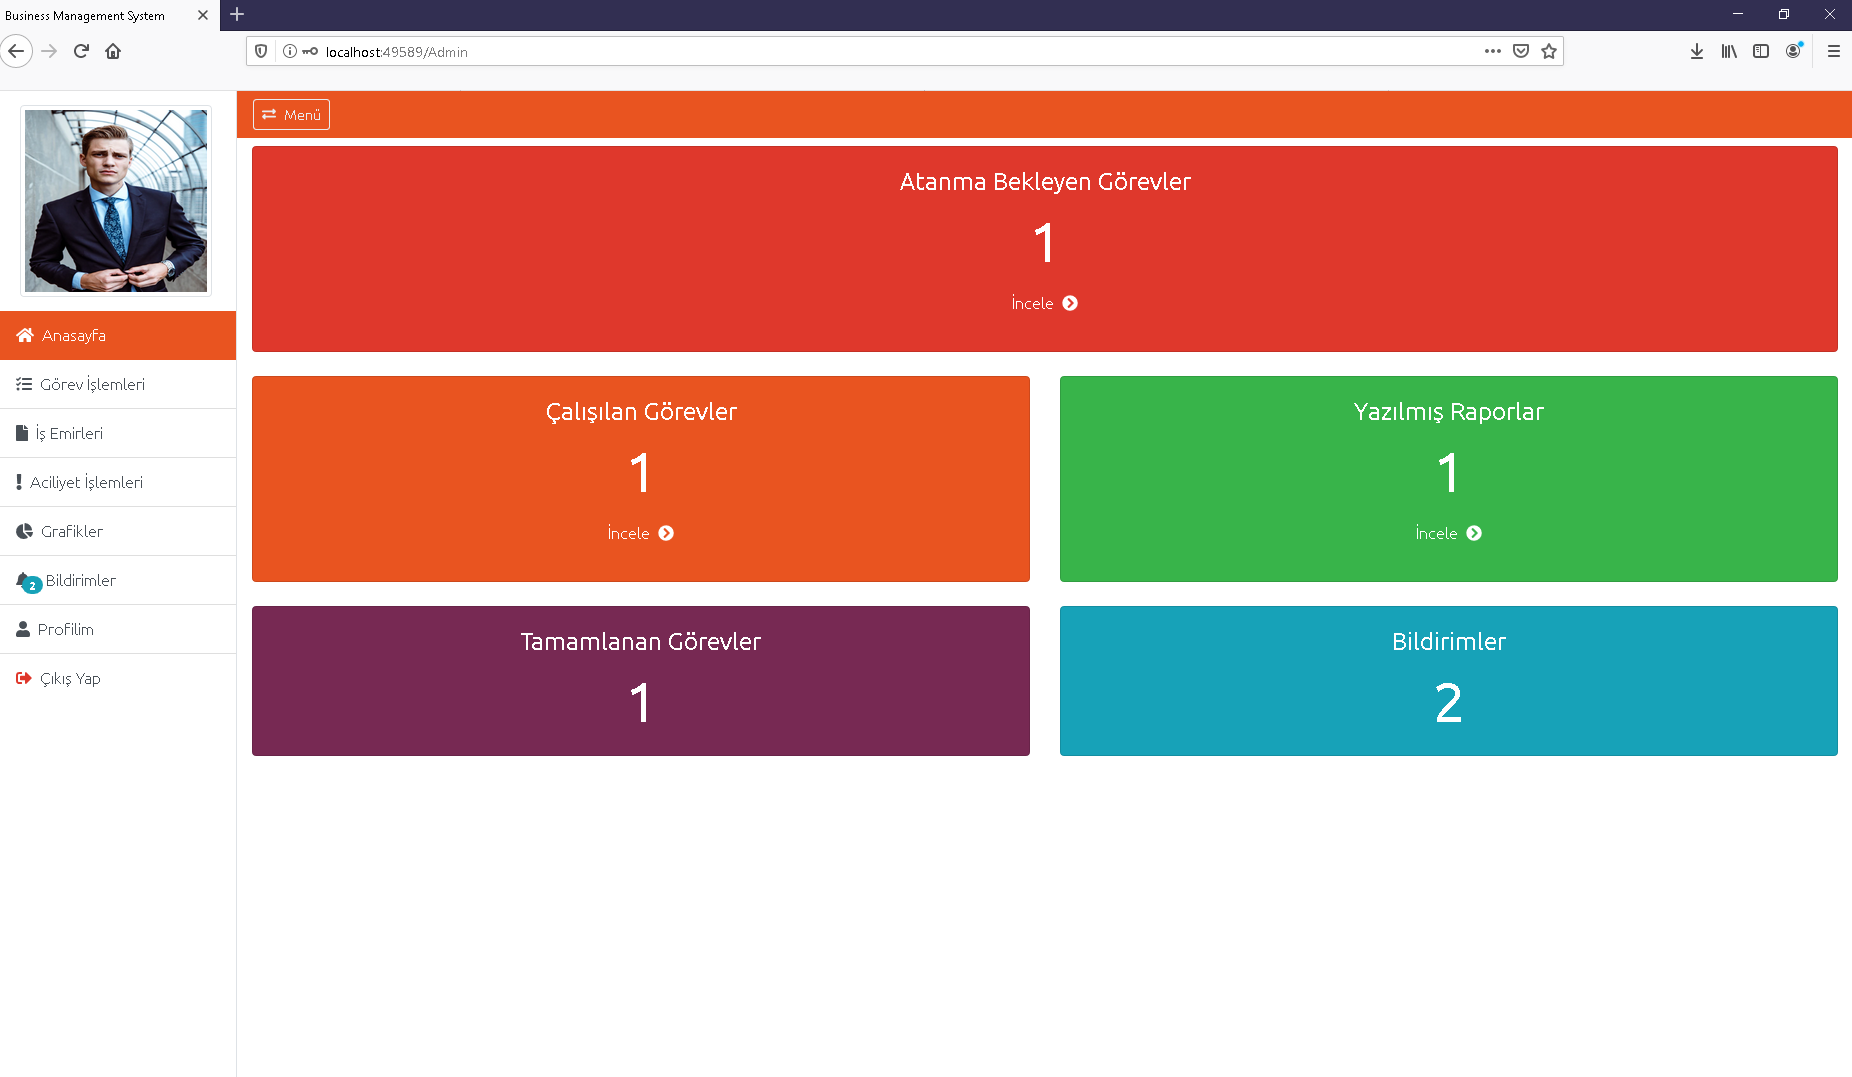 Business Management System
localhost:49589/Admin
Menü
Anasayfa
Görev İşlemleri
İş Emirleri
Aciliyet İşlemleri
Grafikler
2 Bildirimler
Profilim
Çıkış Yap
Atanma Bekleyen Görevler
1
İncele
Çalışılan Görevler
1
İncele
Yazılmış Raporlar
1
İncele
Tamamlanan Görevler
1
Bildirimler
2